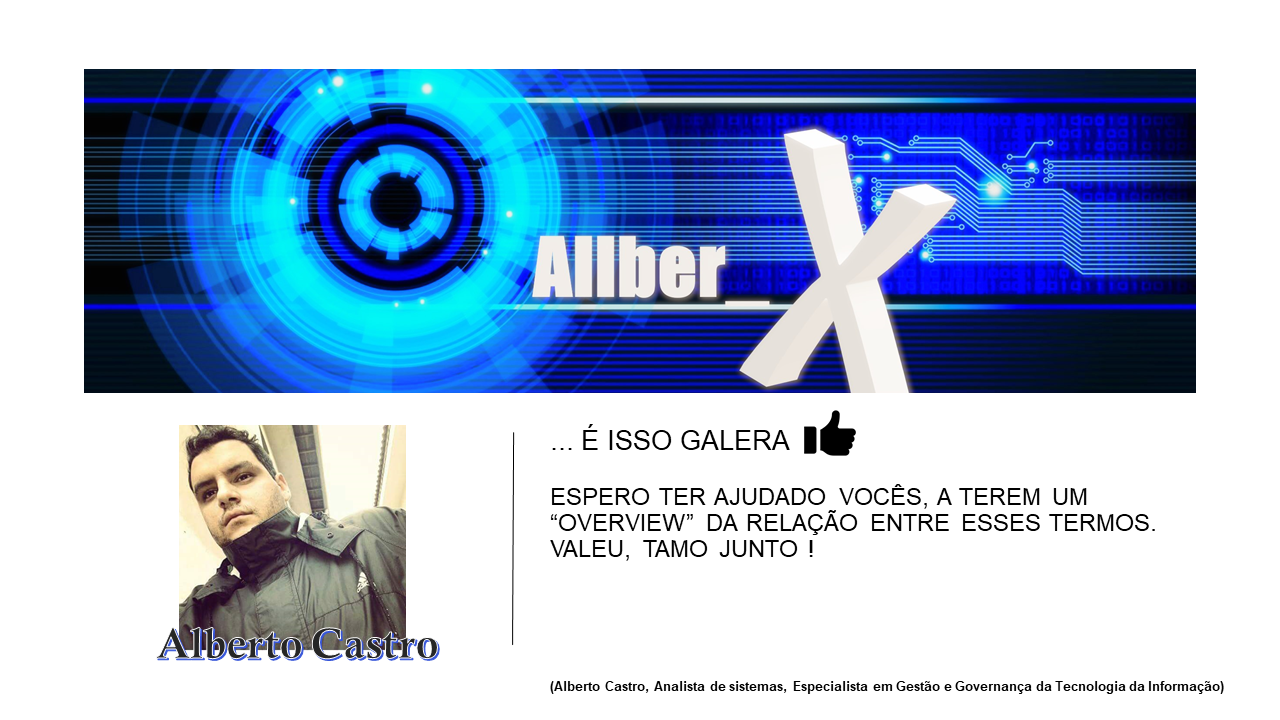 Allber_X
... É ISSO GALERA
ESPERO TER AJUDADO VOCÊS, A TEREM UM
“OVERVIEW” DA RELAÇÃO ENTRE ESSES TERMOS.
VALEU, TAMO JUNTO !
Alberto Castro
(Alberto Castro, Analista de sistemas, Especialista em Gestão e Governança da Tecnologia da Informação)